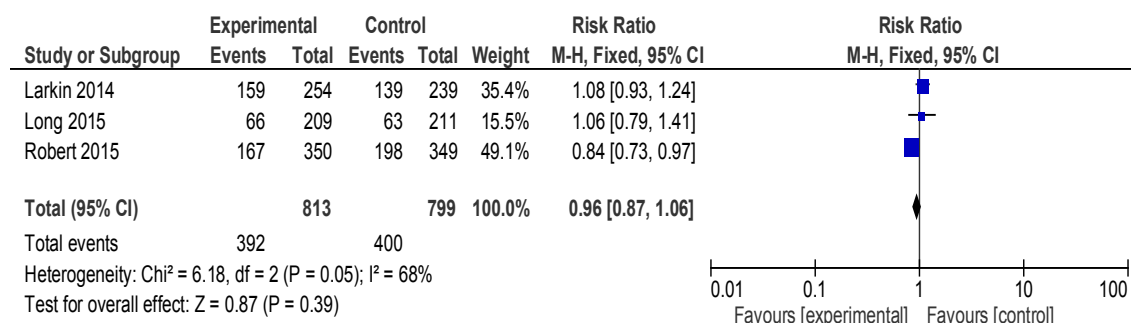 Experimental Control Risk Ratio Risk Ratio
Study or Subgroup Events Total Events Total Weight M-H, Fixed, 95% CI M-H, Fixed, 95% CI
Larkin 2014 159 254 139 239 35.4% 1.08 [0.93, 1.24]
Long 2015 66 209 63 211 15.5% 1.06 [0.79, 1.41]
Robert 2015 167 350 198 349 49.1% 0.84 [0.73, 0.97]
Total (95% CI) 813 799 100.0% 0.96 [0.87, 1.06]
Total events 392 400
Heterogeneity: Chi² = 6.18, df = 2 (P = 0.05); I² = 68%
Test for overall effect: Z = 0.87 (P = 0.39)
0.01 0.1 1 10 100
Favours [experimental] Favours [control]